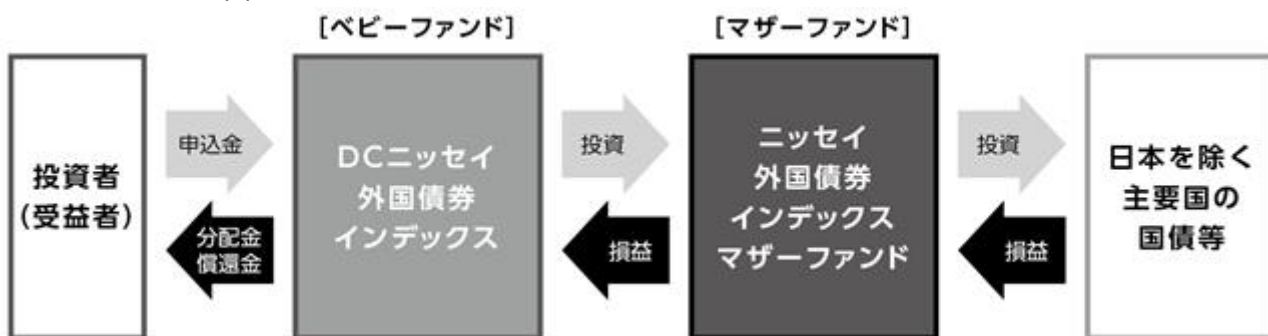 [ベビーファンド]
[マザーファンド]
投資者
(受益者)
申込金
分配金
償還金
DCニッセイ
外国債券
インデックス
投資
損益
ニッセイ
外国債券
インデックス
マザーファンド
投資
損益
日本を除く
主要国の
国債等